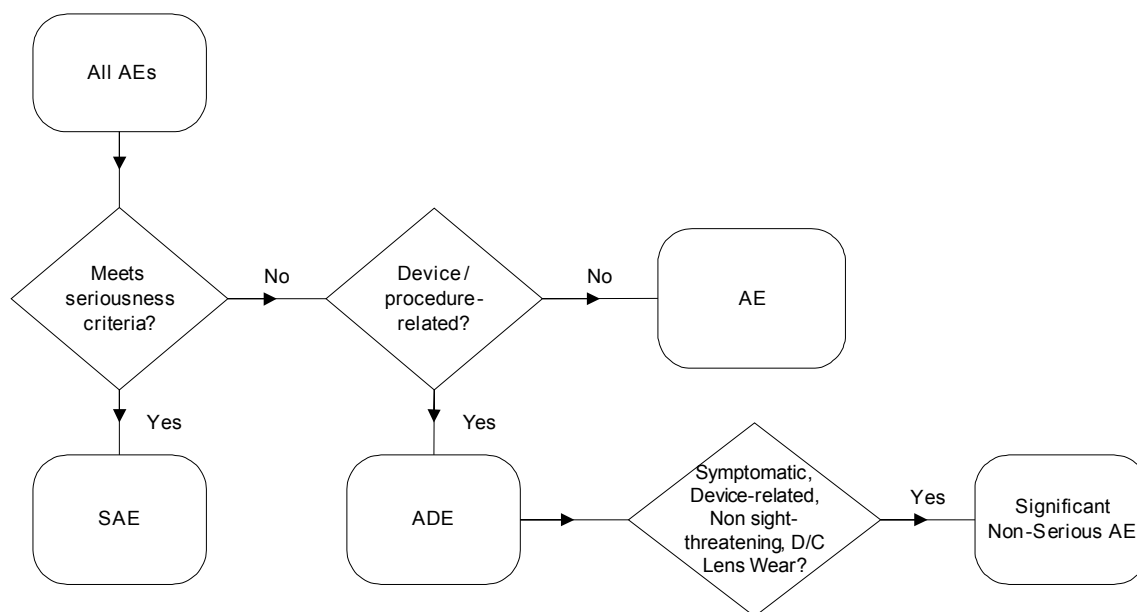 All AEs
Meets
seriousness
criteria?
No
Device /
procedure-
related?
No
AE
Yes
Yes
SAE
ADE
Symptomatic,
Device-related,
Non sight-
threatening, D/C
Lens Wear?
Yes
Significant
Non-Serious AE